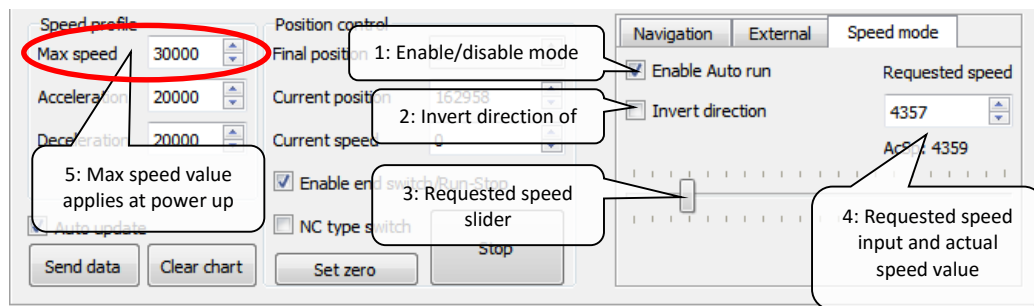 Speed profile
Max speed 30000
Acceleration 20000
Deceleration 20000
5: Max speed value
applies at power up
Auto update
Send data
Clear chart
Position control
Final position
Current position 162958
Current speed 0
Enable end switch/Run-Stop
NC type switch
Set zero
Stop
1: Enable/disable mode
2: Invert direction of
3: Requested speed
slider
Navigation
External
Speed mode
Enable Auto run
Requested speed
Invert direction
4357
AcSp: 4359
4: Requested speed
input and actual
speed value